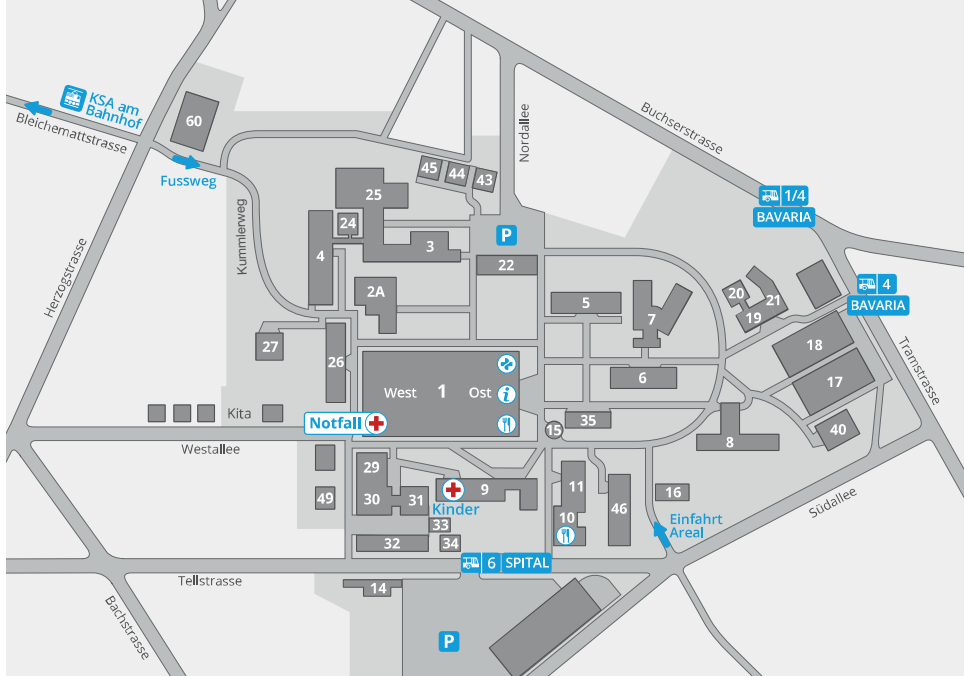 KSA am
Bahnhof
Bleichemattstrasse
60
Fussweg
Buchserstrasse
Nordallee
45
44
43
25
24
4
3
P
22
1/4
BAVARIA
Kummlerweg
Herzogstrasse
2A
5
7
20
21
19
4
BAVARIA
27
26
6
18
17
Tramstrasse
West
1
Ost
i
Kita
Notfall
15
35
8
40
Westallee
29
30
31
9
Kinder
11
10
46
16
49
33
34
32
Einfahrt
Areal
Südallee
6
SPITAL
Tellstrasse
14
Bachstrasse
P